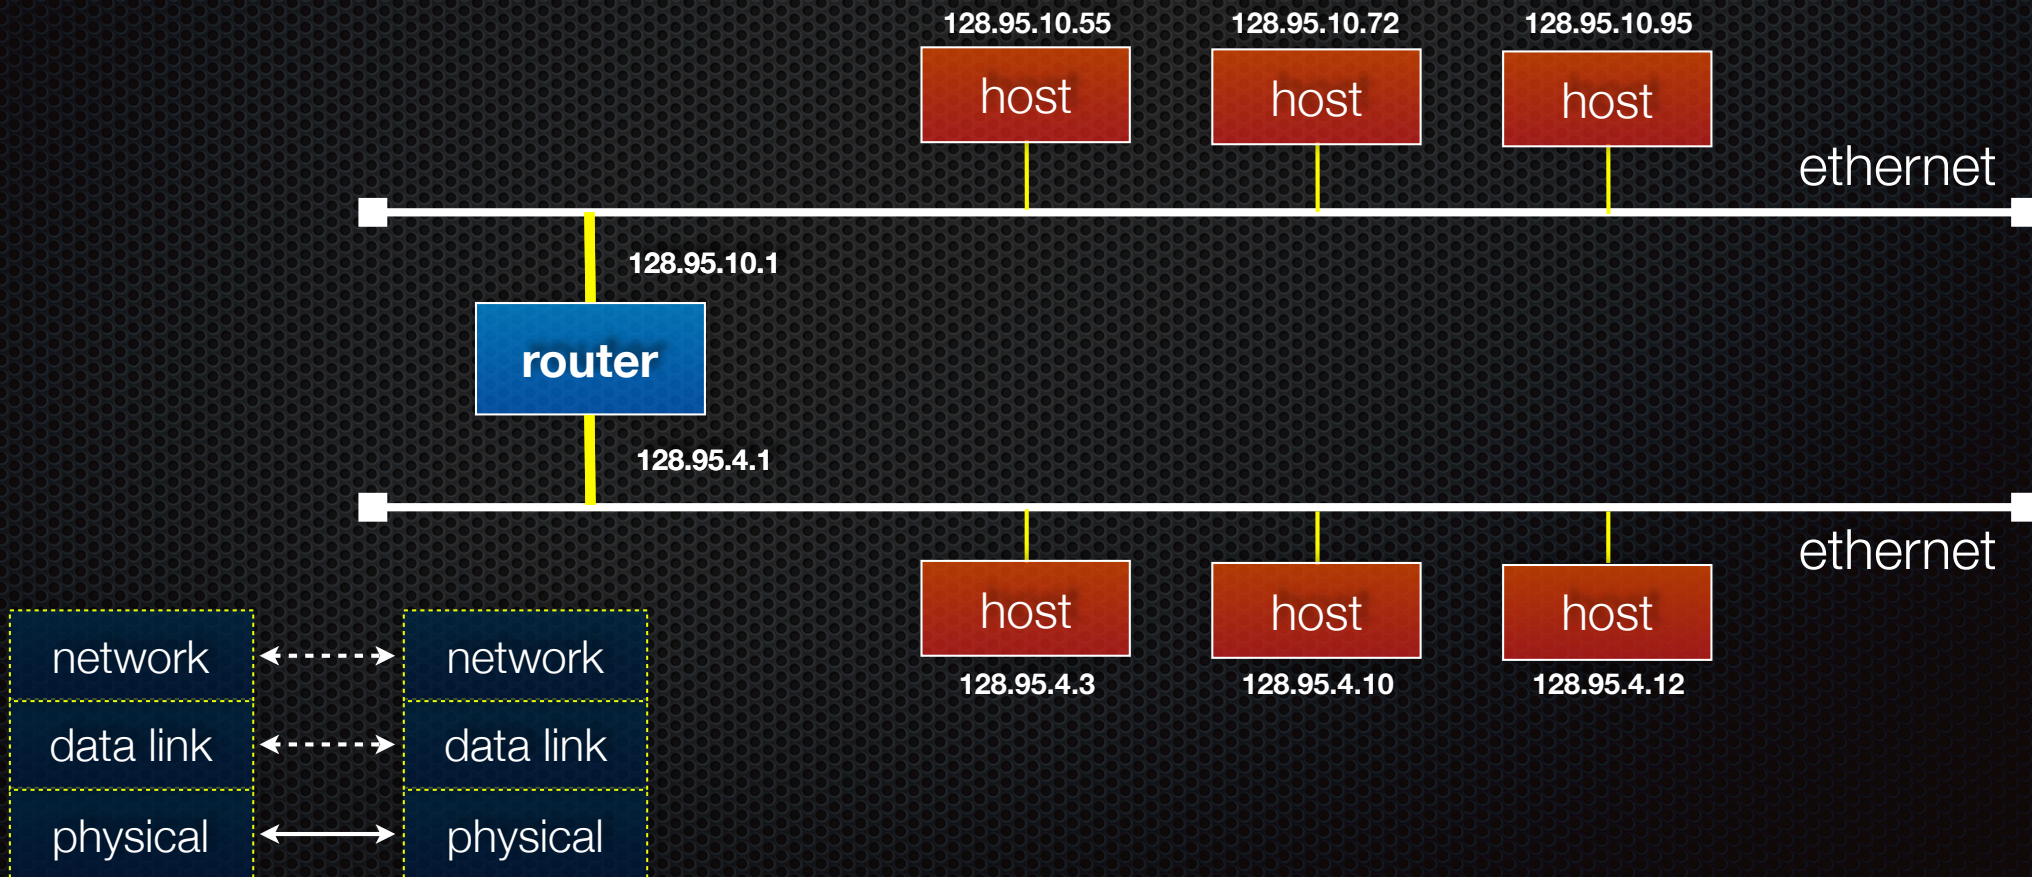 128.95.10.55 128.95.10.72 128.95.10.95
host host host
ethernet
128.95.10.1
router
128.95.4.1
ethernet
host host host
128.95.4.3 128.95.4.10 128.95.4.12
network network
data link data link
physical physical